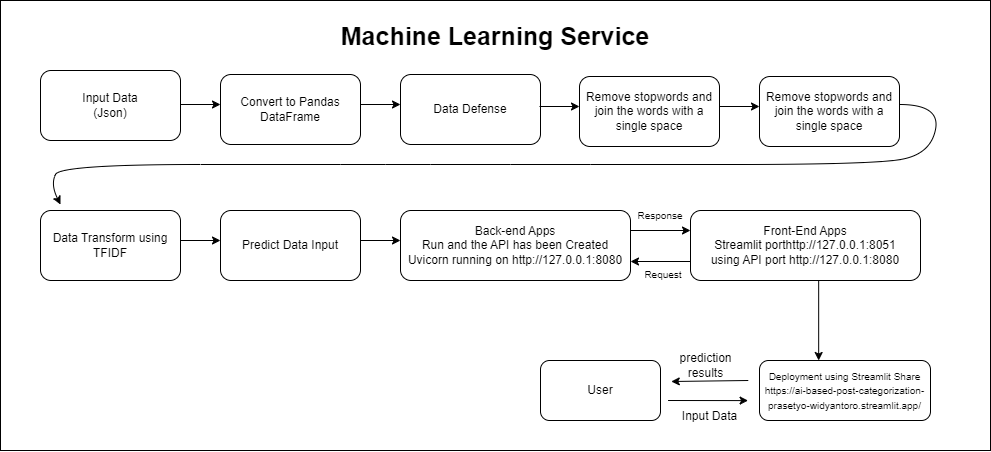 Machine Learning Service
Input Data
(Json)
Convert to Pandas
DataFrame
Data Defense
Remove stopwords and
join the words with a
single space
Remove stopwords and
join the words with a
single space
Data Transform using
TFIDF
Predict Data Input
Back-end Apps
Run and the API has been Created
Uvicorn running on http://127.0.0.1:8080
Response
Request
Front-End Apps
Streamlit porthttp://127.0.0.1:8051
using API port http://127.0.0.1:8080
User
prediction
results
Input Data
Deployment using Streamlit Share
https://ai-based-post-categorization-
prasetyo-widyantoro.streamlit.app/